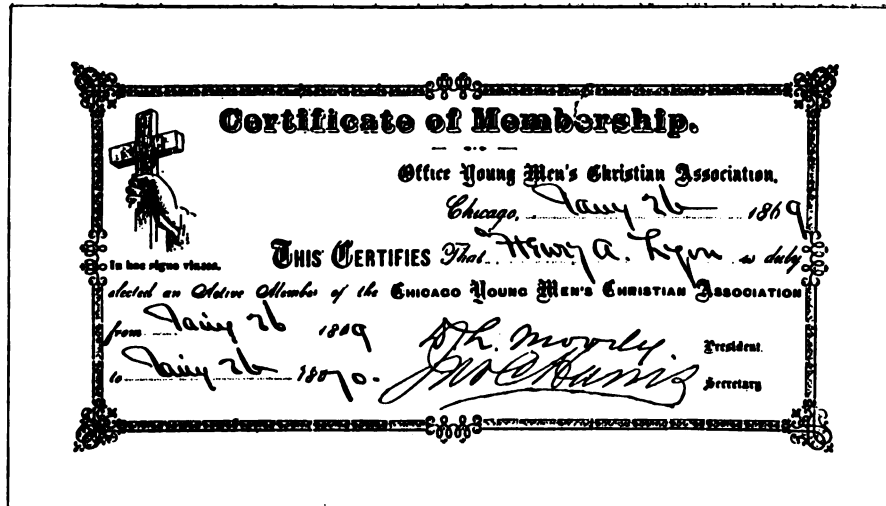 Certificate of Membership.
Office Young Men's Christian Association,
Chicago, Jany 26 1869
In hoc signo vinces.
THIS CERTIFIES That Henry A. Lyon is duly
elected an Active Member of the CHICAGO YOUNG MEN'S CHRISTIAN ASSOCIATION
from Jany 26 1869
D. L. Moody President.
to Jany 26 1870.
Jno C Harris Secretary